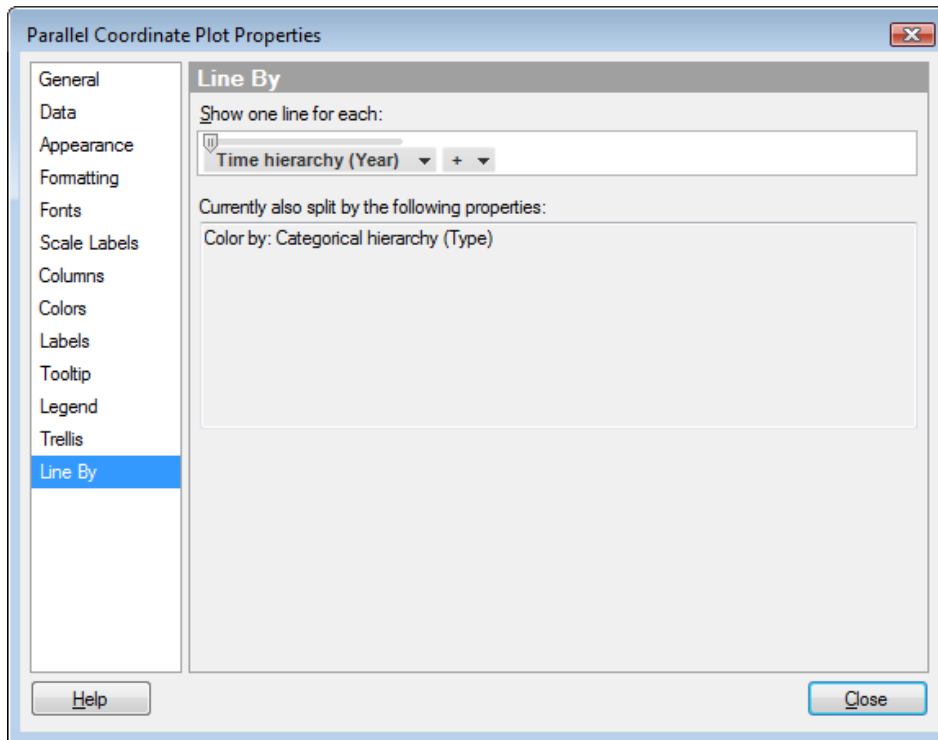 Parallel Coordinate Plot Properties
General
Data
Appearance
Formatting
Fonts
Scale Labels
Columns
Colors
Labels
Tooltip
Legend
Trellis
Line By
Line By
Show one line for each:
Time hierarchy (Year) +
Currently also split by the following properties:
Color by: Categorical hierarchy (Type)
Help
Close